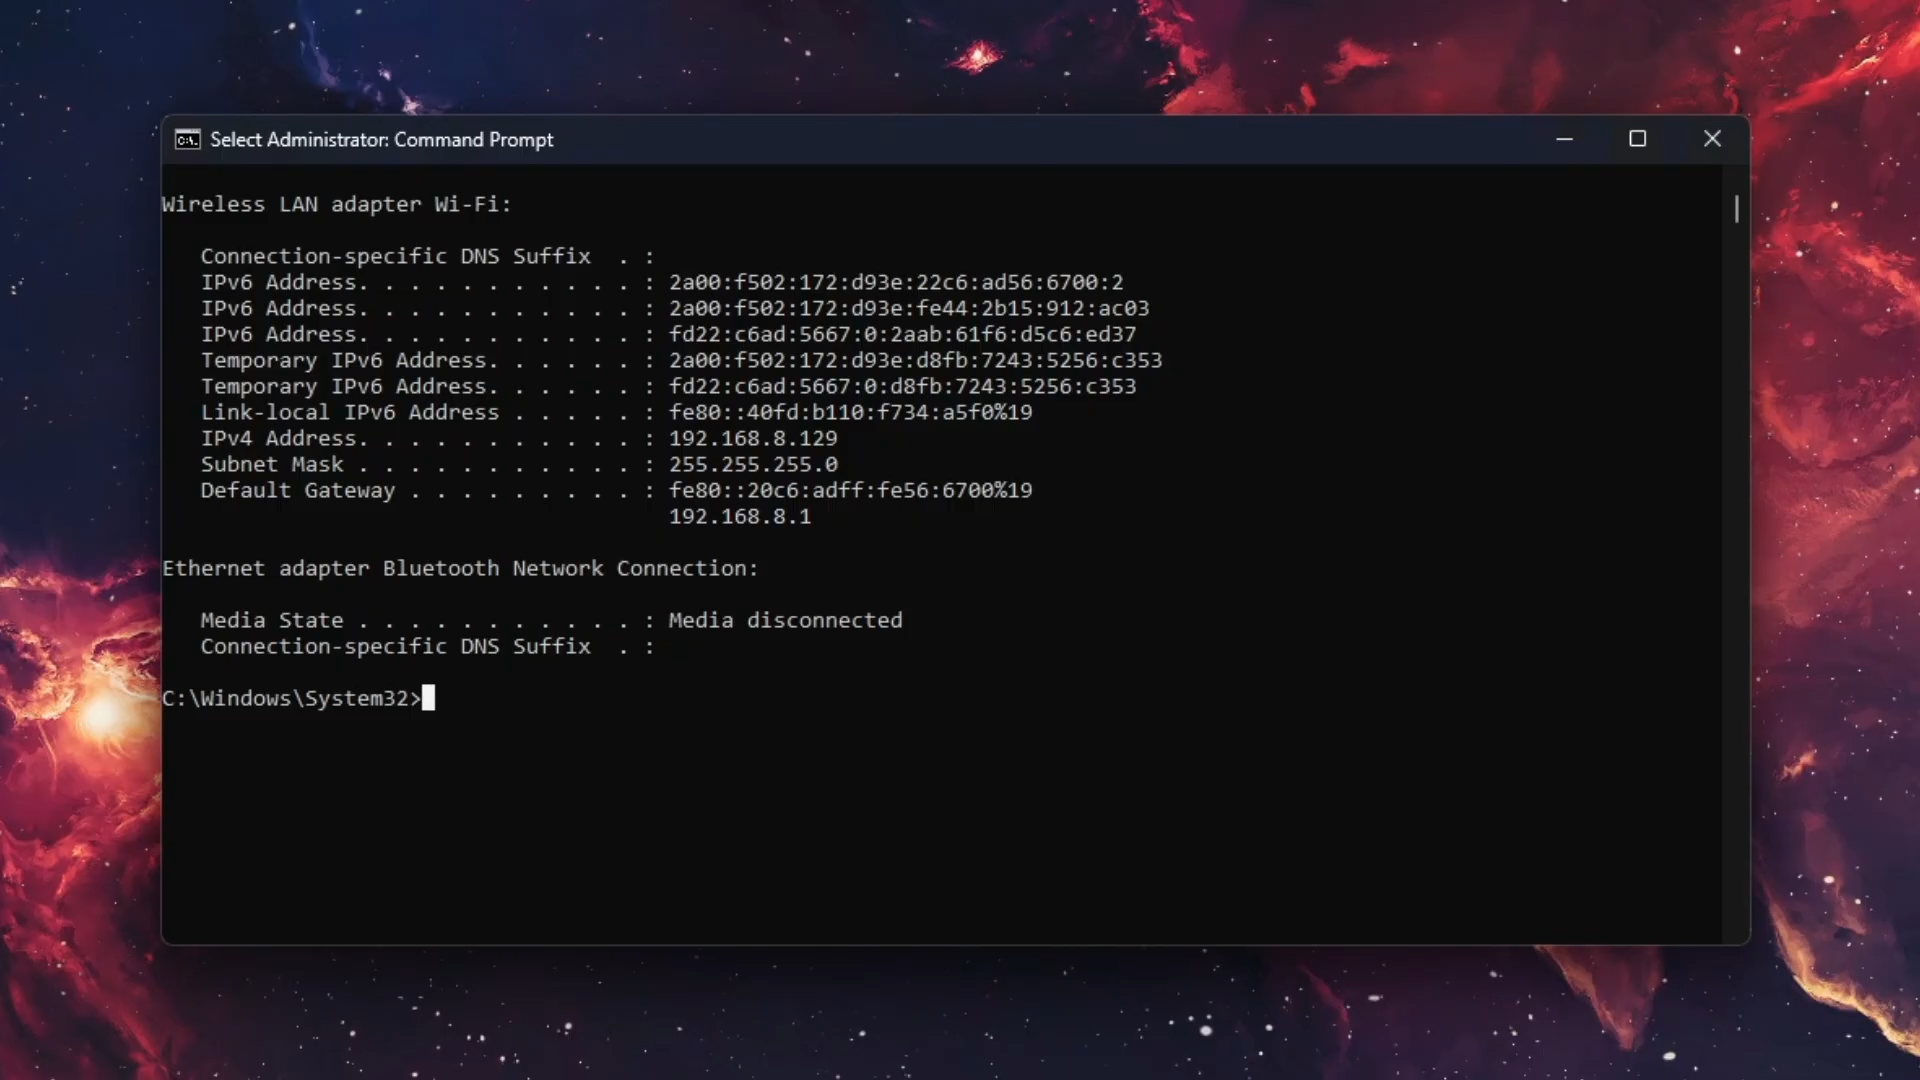 Select Administrator: Command Prompt
Wireless LAN adapter Wi-Fi:
Connection-specific DNS Suffix  . :
IPv6 Address. . . . . . . . . . . : 2a00:f502:172:d93e:22c6:ad56:6700:2
IPv6 Address. . . . . . . . . . . : 2a00:f502:172:d93e:fe44:2b15:912:ac03
IPv6 Address. . . . . . . . . . . : fd22:c6ad:5667:0:2aab:61f6:d5c6:ed37
Temporary IPv6 Address. . . . . . : 2a00:f502:172:d93e:d8fb:7243:5256:c353
Temporary IPv6 Address. . . . . . : fd22:c6ad:5667:0:d8fb:7243:5256:c353
Link-local IPv6 Address . . . . . : fe80::40fd:b110:f734:a5f0%19
IPv4 Address. . . . . . . . . . . : 192.168.8.129
Subnet Mask . . . . . . . . . . . : 255.255.255.0
Default Gateway . . . . . . . . . : fe80::20c6:adff:fe56:6700%19
192.168.8.1
Ethernet adapter Bluetooth Network Connection:
Media State . . . . . . . . . . . : Media disconnected
Connection-specific DNS Suffix  . :
C:\Windows\System32>